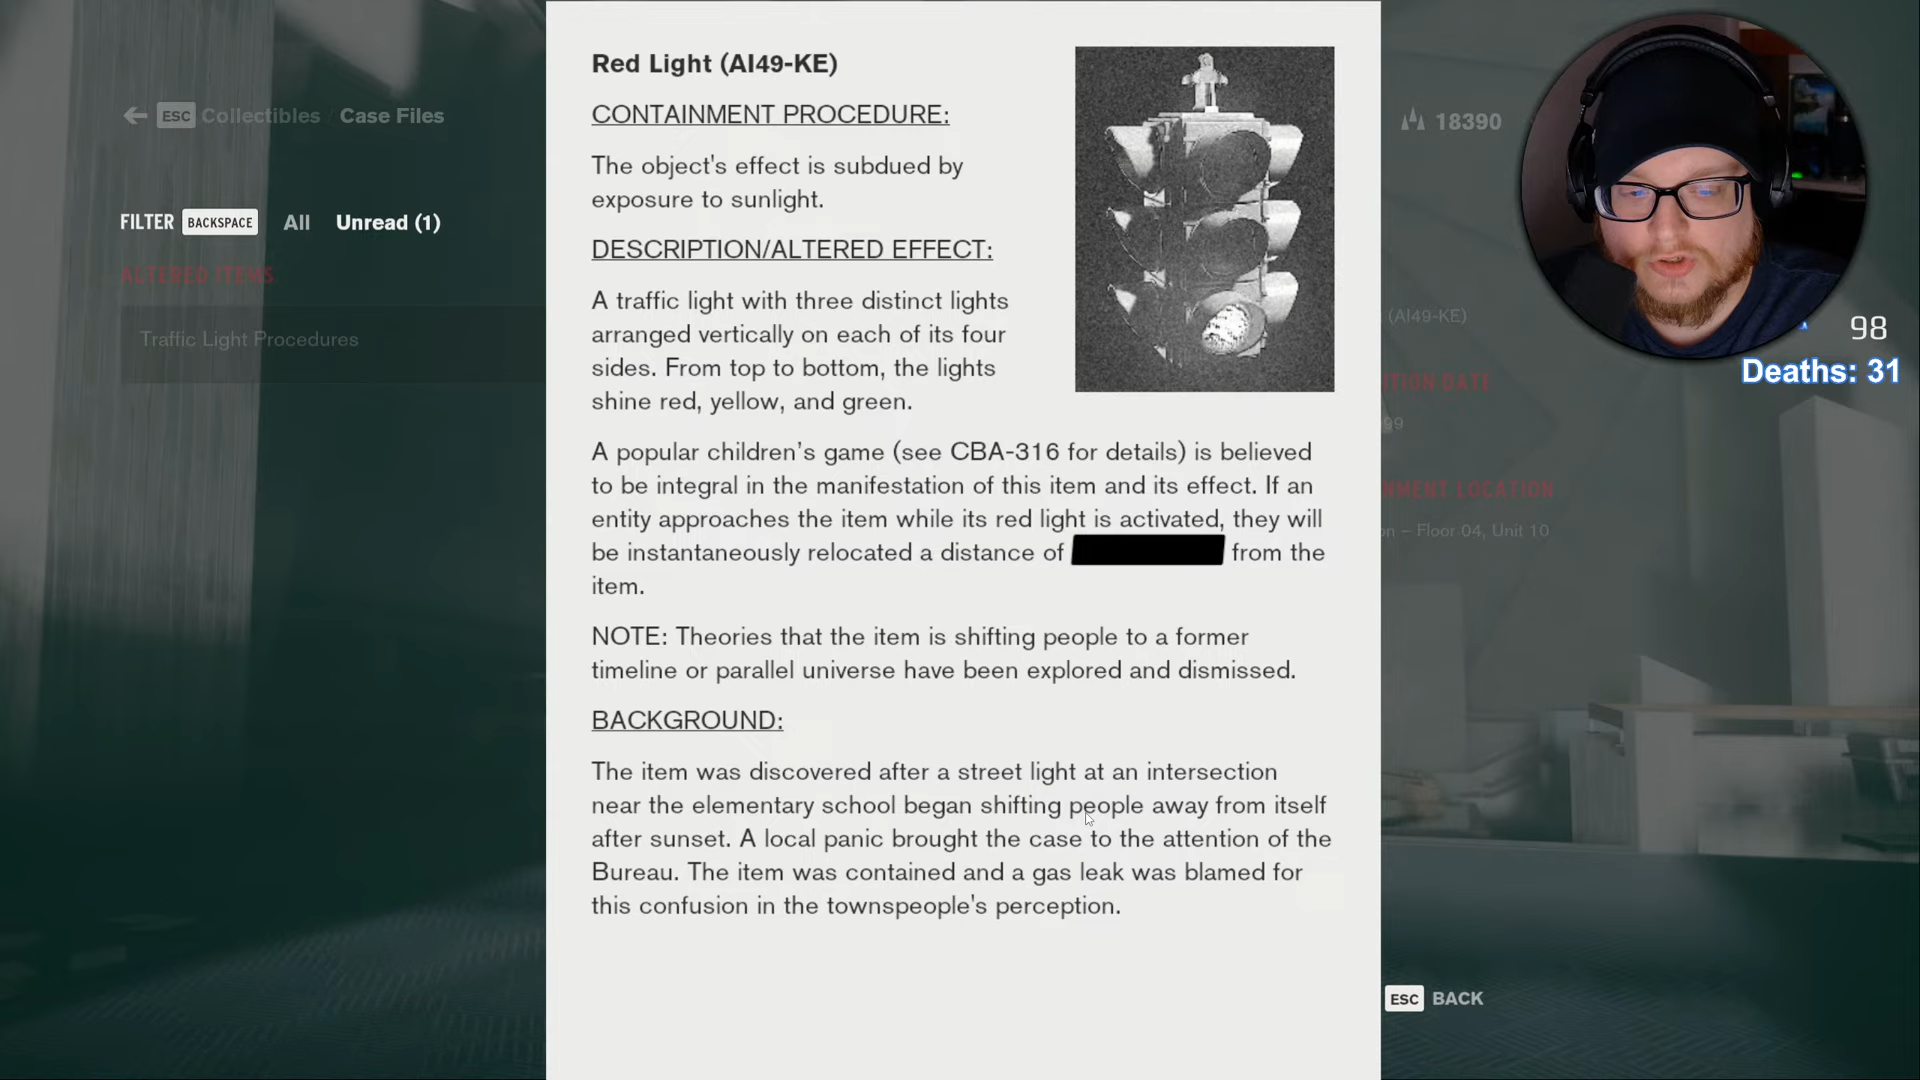 ESC Collectibles / Case Files
FILTER BACKSPACE All Unread (1)
ALTERED ITEMS
Traffic Light Procedures
Red Light (AI49-KE)
CONTAINMENT PROCEDURE:
The object's effect is subdued by
exposure to sunlight.
DESCRIPTION/ALTERED EFFECT:
A traffic light with three distinct lights
arranged vertically on each of its four
sides. From top to bottom, the lights
shine red, yellow, and green.
A popular children's game (see CBA-316 for details) is believed
to be integral in the manifestation of this item and its effect. If an
entity approaches the item while its red light is activated, they will
be instantaneously relocated a distance of from the
item.
NOTE: Theories that the item is shifting people to a former
timeline or parallel universe have been explored and dismissed.
BACKGROUND:
The item was discovered after a street light at an intersection
near the elementary school began shifting people away from itself
after sunset. A local panic brought the case to the attention of the
Bureau. The item was contained and a gas leak was blamed for
this confusion in the townspeople's perception.
18390
(AI49-KE)
98
Deaths: 31
DATE
99
LOCATION
– Floor 04, Unit 10
ESC BACK